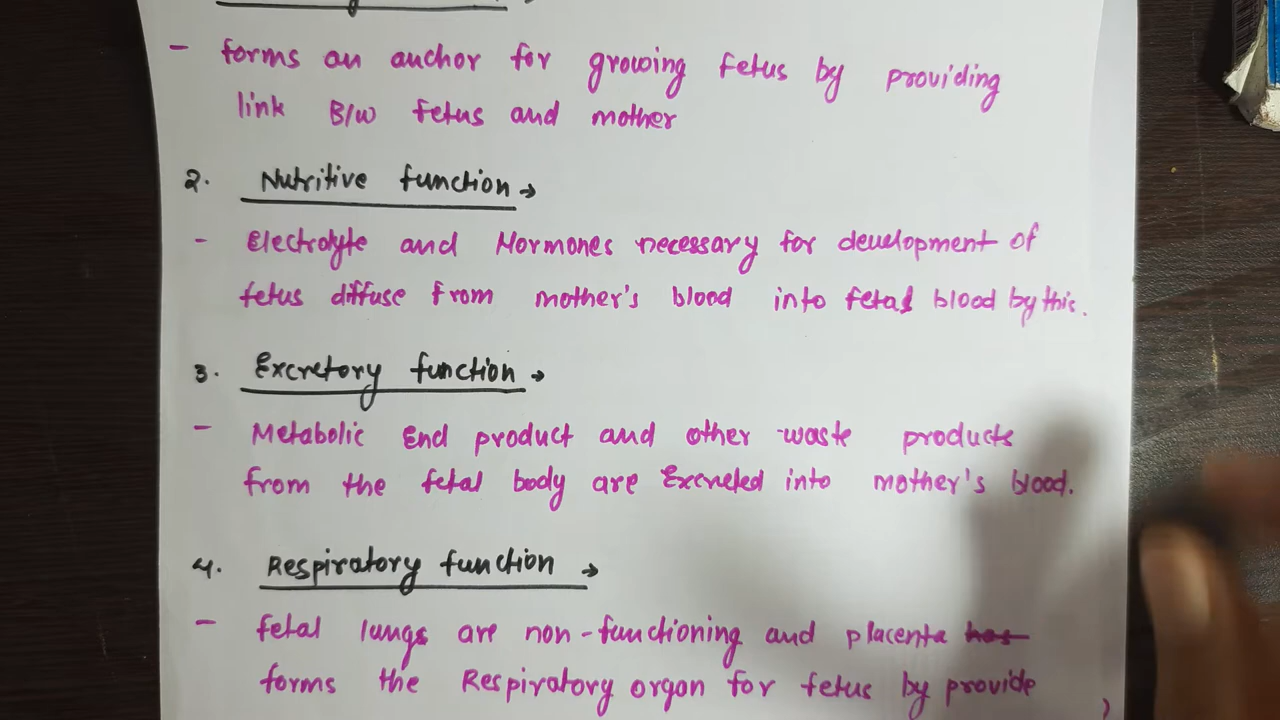 - forms an anchor for growing fetus by providing
link B/w fetus and mother
2. Nutritive function →
- Electrolyte and Hormones necessary for development of
fetus diffuse from mother's blood into fetal blood by this.
3. Excretory function →
- Metabolic End product and other waste products
from the fetal body are Excreted into mother's blood.
4. Respiratory function →
- fetal lungs are non-functioning and placenta has
forms the Respiratory organ for fetus by provide